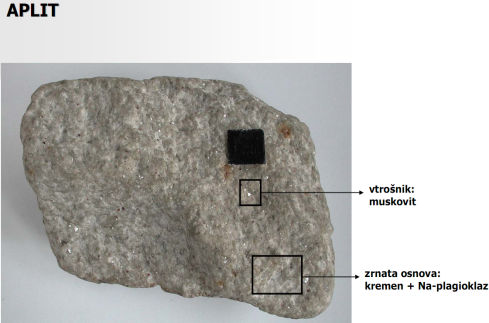 APLIT
vtrošnik:
muskovit
zrnata osnova:
kremen + Na-plagioklaz